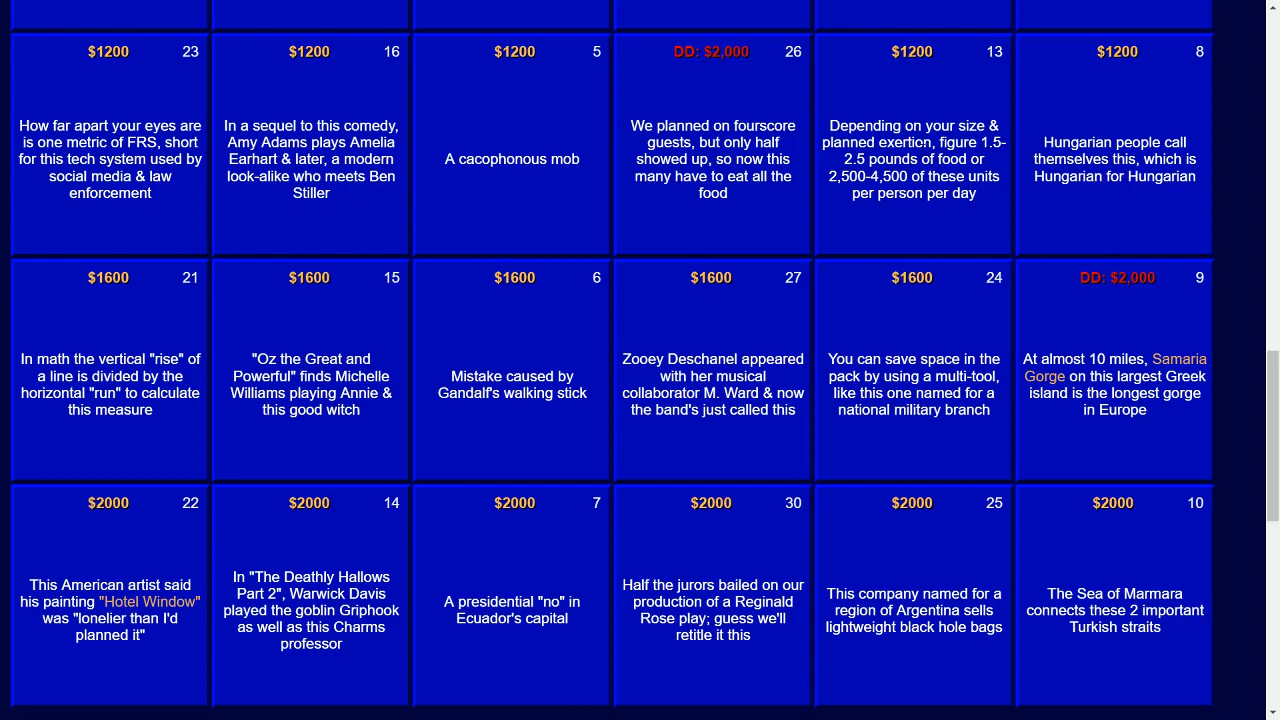 $1200 23
How far apart your eyes are
is one metric of FRS, short
for this tech system used by
social media & law
enforcement
$1200 16
In a sequel to this comedy,
Amy Adams plays Amelia
Earhart & later, a modern
look-alike who meets Ben
Stiller
$1200 5
A cacophonous mob
DD: $2,000 26
We planned on fourscore
guests, but only half
showed up, so now this
many have to eat all the
food
$1200 13
Depending on your size &
planned exertion, figure 1.5-
2.5 pounds of food or
2,500-4,500 of these units
per person per day
$1200 8
Hungarian people call
themselves this, which is
Hungarian for Hungarian
$1600 21
In math the vertical "rise" of
a line is divided by the
horizontal "run" to calculate
this measure
$1600 15
"Oz the Great and
Powerful" finds Michelle
Williams playing Annie &
this good witch
$1600 6
Mistake caused by
Gandalf's walking stick
$1600 27
Zooey Deschanel appeared
with her musical
collaborator M. Ward & now
the band's just called this
$1600 24
You can save space in the
pack by using a multi-tool,
like this one named for a
national military branch
DD: $2,000 9
At almost 10 miles, Samaria
Gorge on this largest Greek
island is the longest gorge
in Europe
$2000 22
This American artist said
his painting "Hotel Window"
was "lonelier than I'd
planned it"
$2000 14
In "The Deathly Hallows
Part 2", Warwick Davis
played the goblin Griphook
as well as this Charms
professor
$2000 7
A presidential "no" in
Ecuador's capital
$2000 30
Half the jurors bailed on our
production of a Reginald
Rose play; guess we'll
retitle it this
$2000 25
This company named for a
region of Argentina sells
lightweight black hole bags
$2000 10
The Sea of Marmara
connects these 2 important
Turkish straits